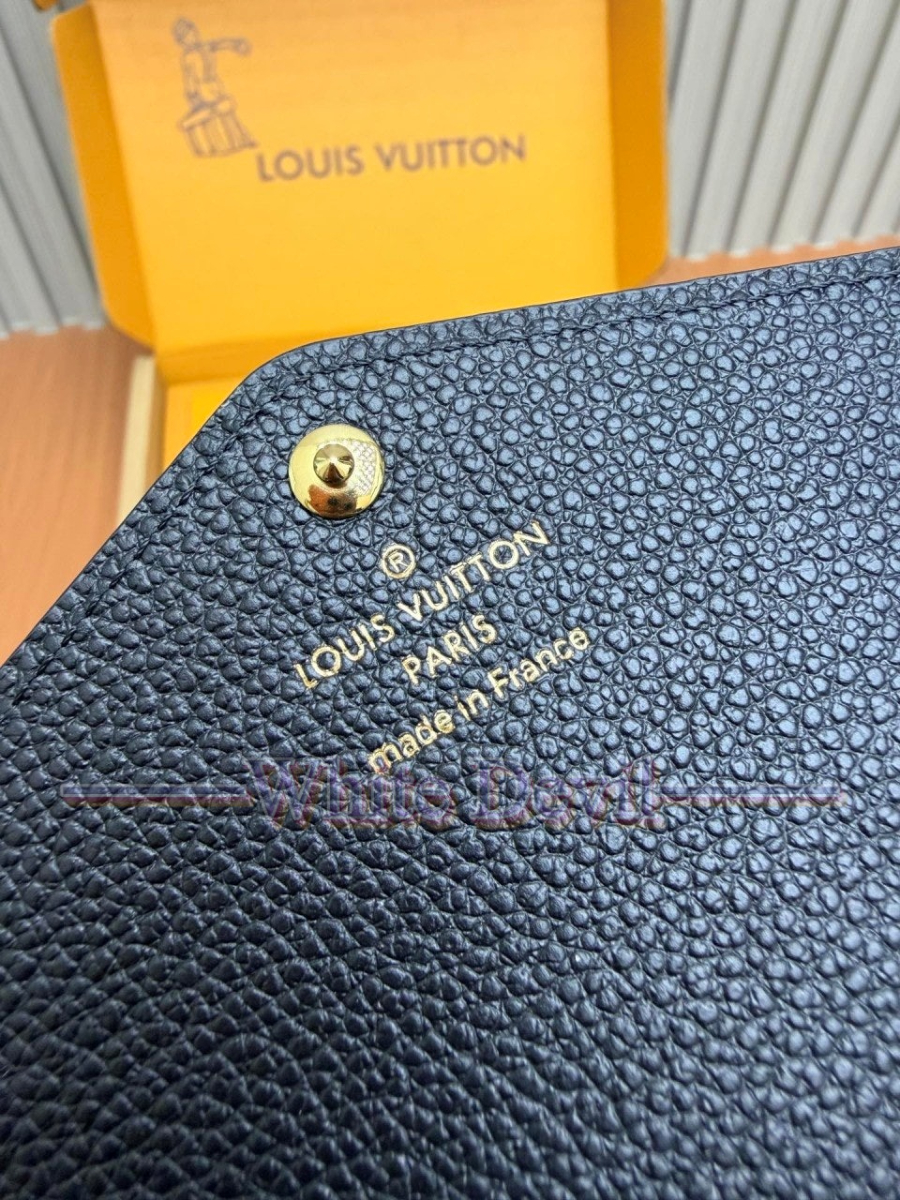 LOUIS VUITTON
®
LOUIS VUITTON
PARIS
made in France
White Devil